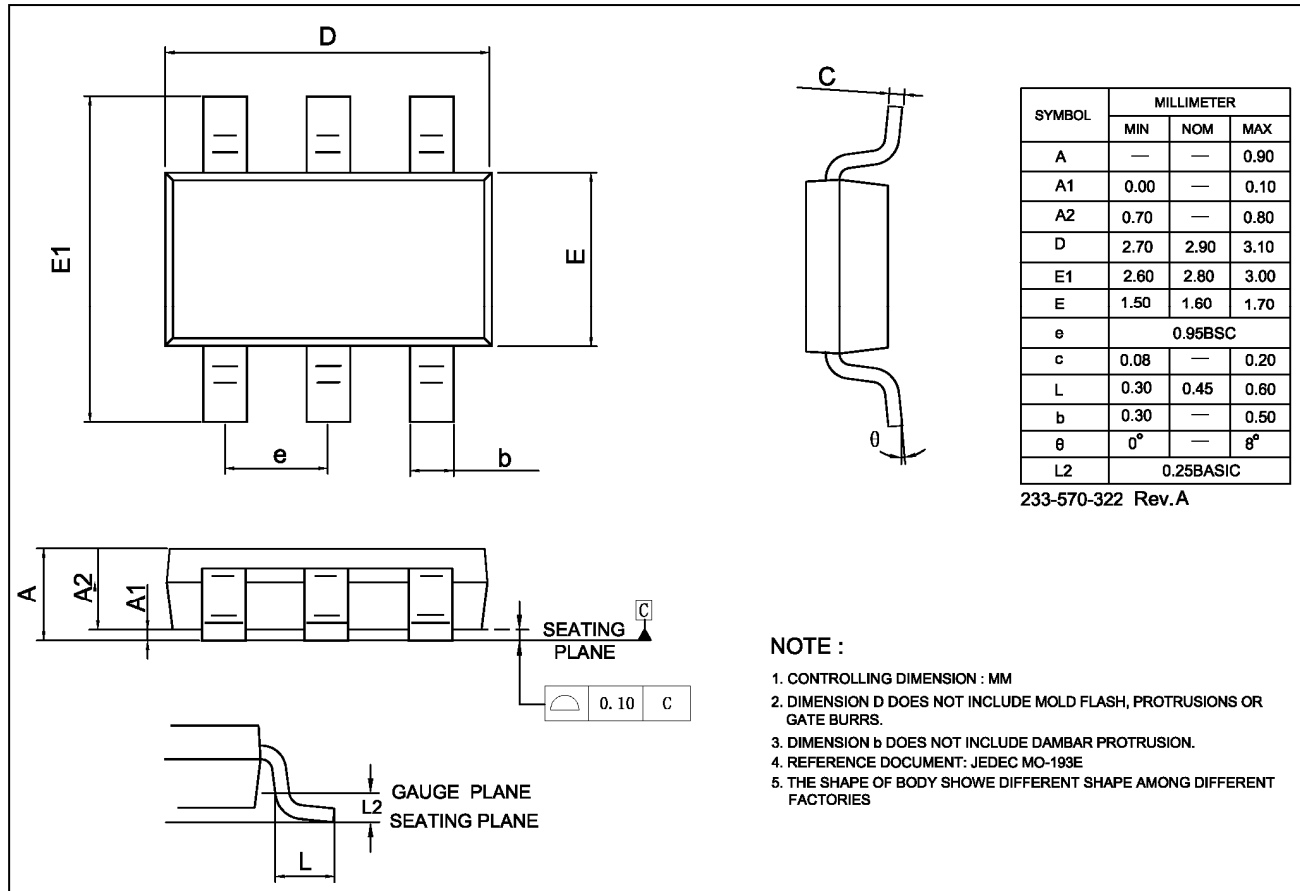 D
E1
E
e
b
C
θ
SYMBOL MILLIMETER
MIN NOM MAX
A — — 0.90
A1 0.00 — 0.10
A2 0.70 — 0.80
D 2.70 2.90 3.10
E1 2.60 2.80 3.00
E 1.50 1.60 1.70
e 0.95BSC
c 0.08 — 0.20
L 0.30 0.45 0.60
b 0.30 — 0.50
θ 0° — 8°
L2 0.25BASIC
233-570-322 Rev.A
A
A2
A1
C
SEATING
PLANE
0.10 C
GAUGE PLANE
L2
SEATING PLANE
L
NOTE :
1. CONTROLLING DIMENSION : MM
2. DIMENSION D DOES NOT INCLUDE MOLD FLASH, PROTRUSIONS OR
GATE BURRS.
3. DIMENSION b DOES NOT INCLUDE DAMBAR PROTRUSION.
4. REFERENCE DOCUMENT: JEDEC MO-193E
5. THE SHAPE OF BODY SHOWE DIFFERENT SHAPE AMONG DIFFERENT
FACTORIES